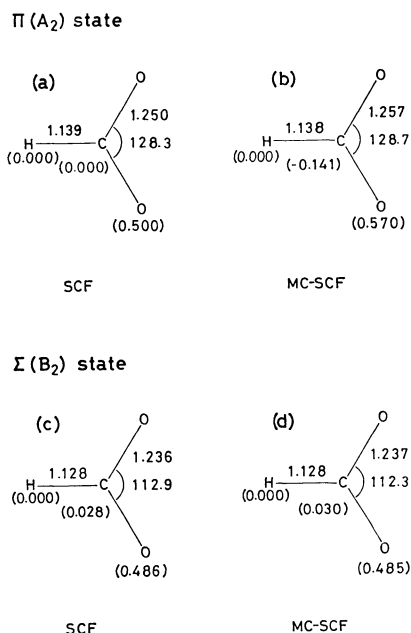 Π(A₂) state
(a)
O
1.250
1.139
128.3
H
C
(0.000)
(0.000)
O
(0.500)
SCF
(b)
O
1.257
1.138
128.7
H
C
(0.000)
(-0.141)
O
(0.570)
MC-SCF
Σ(B₂) state
(c)
O
1.236
1.128
112.9
H
C
(0.000)
(0.028)
O
(0.486)
SCF
(d)
O
1.237
1.128
112.3
H
C
(0.000)
(0.030)
O
(0.485)
MC-SCF